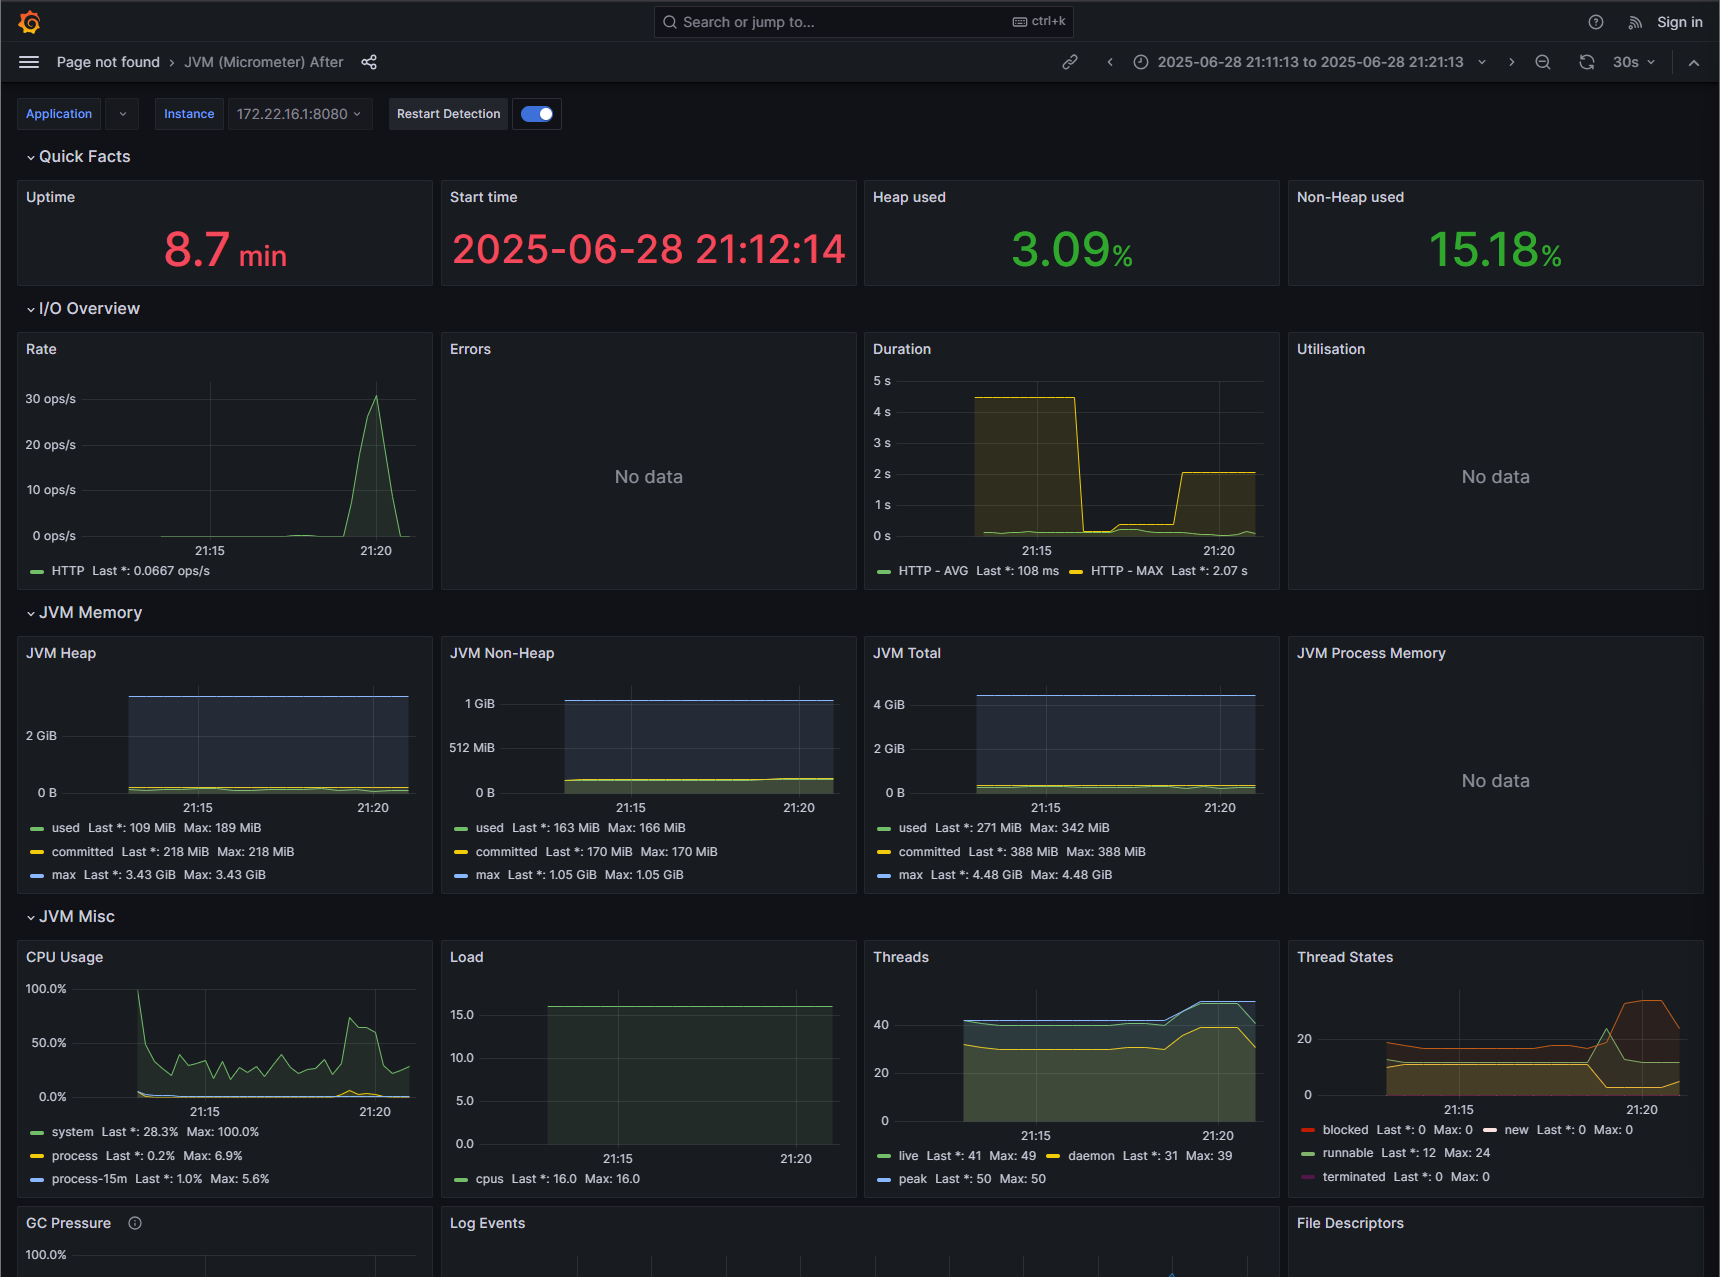 Search or jump to... ctrl+k Sign in
Page not found › JVM (Micrometer) After 2025-06-28 21:11:13 to 2025-06-28 21:21:13 30s
Application Instance 172.22.16.1:8080 Restart Detection
Quick Facts
Uptime
8.7 min
Start time
2025-06-28 21:12:14
Heap used
3.09%
Non-Heap used
15.18%
I/O Overview
Rate
30 ops/s
20 ops/s
10 ops/s
0 ops/s
21:15 21:20
HTTP Last *: 0.0667 ops/s
Errors
No data
Duration
5 s
4 s
3 s
2 s
1 s
0 s
21:15 21:20
HTTP - AVG Last *: 108 ms HTTP - MAX Last *: 2.07 s
Utilisation
No data
JVM Memory
JVM Heap
2 GiB
0 B
21:15 21:20
used Last *: 109 MiB Max: 189 MiB
committed Last *: 218 MiB Max: 218 MiB
max Last *: 3.43 GiB Max: 3.43 GiB
JVM Non-Heap
1 GiB
512 MiB
0 B
21:15 21:20
used Last *: 163 MiB Max: 166 MiB
committed Last *: 170 MiB Max: 170 MiB
max Last *: 1.05 GiB Max: 1.05 GiB
JVM Total
4 GiB
2 GiB
0 B
21:15 21:20
used Last *: 271 MiB Max: 342 MiB
committed Last *: 388 MiB Max: 388 MiB
max Last *: 4.48 GiB Max: 4.48 GiB
JVM Process Memory
No data
JVM Misc
CPU Usage
100.0%
50.0%
0.0%
21:15 21:20
system Last *: 28.3% Max: 100.0%
process Last *: 0.2% Max: 6.9%
process-15m Last *: 1.0% Max: 5.6%
Load
15.0
10.0
5.0
0.0
21:15 21:20
cpus Last *: 16.0 Max: 16.0
Threads
40
20
0
21:15 21:20
live Last *: 41 Max: 49 daemon Last *: 31 Max: 39
peak Last *: 50 Max: 50
Thread States
20
0
21:15 21:20
blocked Last *: 0 Max: 0 new Last *: 0 Max: 0
runnable Last *: 12 Max: 24
terminated Last *: 0 Max: 0
GC Pressure
100.0%
Log Events
File Descriptors